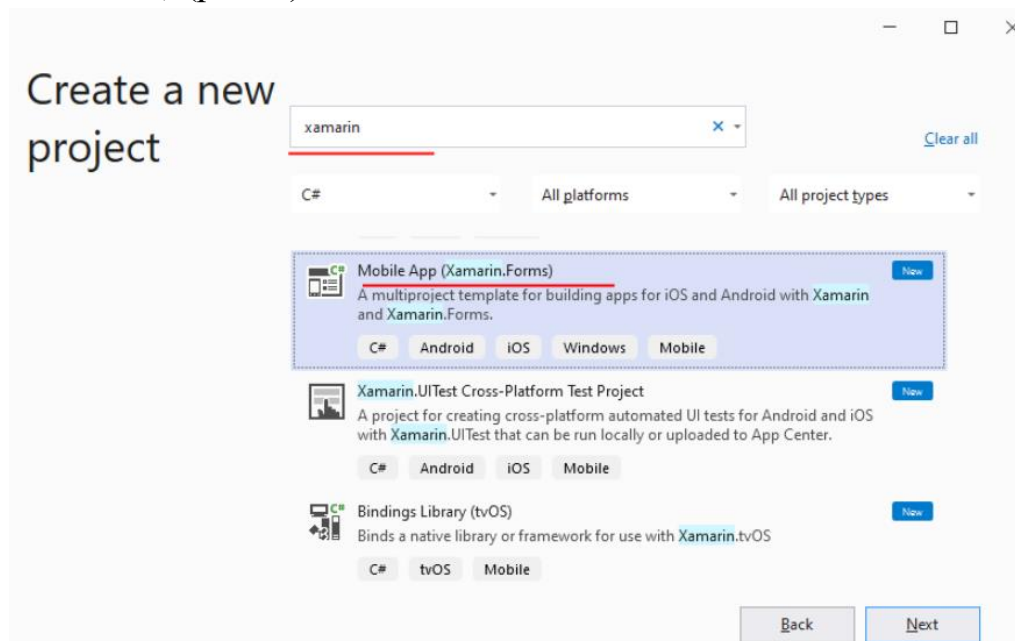 Create a new
project
xamarin
Clear all
C#
All platforms
All project types
Mobile App (Xamarin.Forms)
New
A multiproject template for building apps for iOS and Android with Xamarin
and Xamarin.Forms.
C# Android iOS Windows Mobile
Xamarin.UITest Cross-Platform Test Project
New
A project for creating cross-platform automated UI tests for Android and iOS
with Xamarin.UITest that can be run locally or uploaded to App Center.
C# Android iOS Mobile
Bindings Library (tvOS)
New
Binds a native library or framework for use with Xamarin.tvOS
C# tvOS Mobile
Back
Next